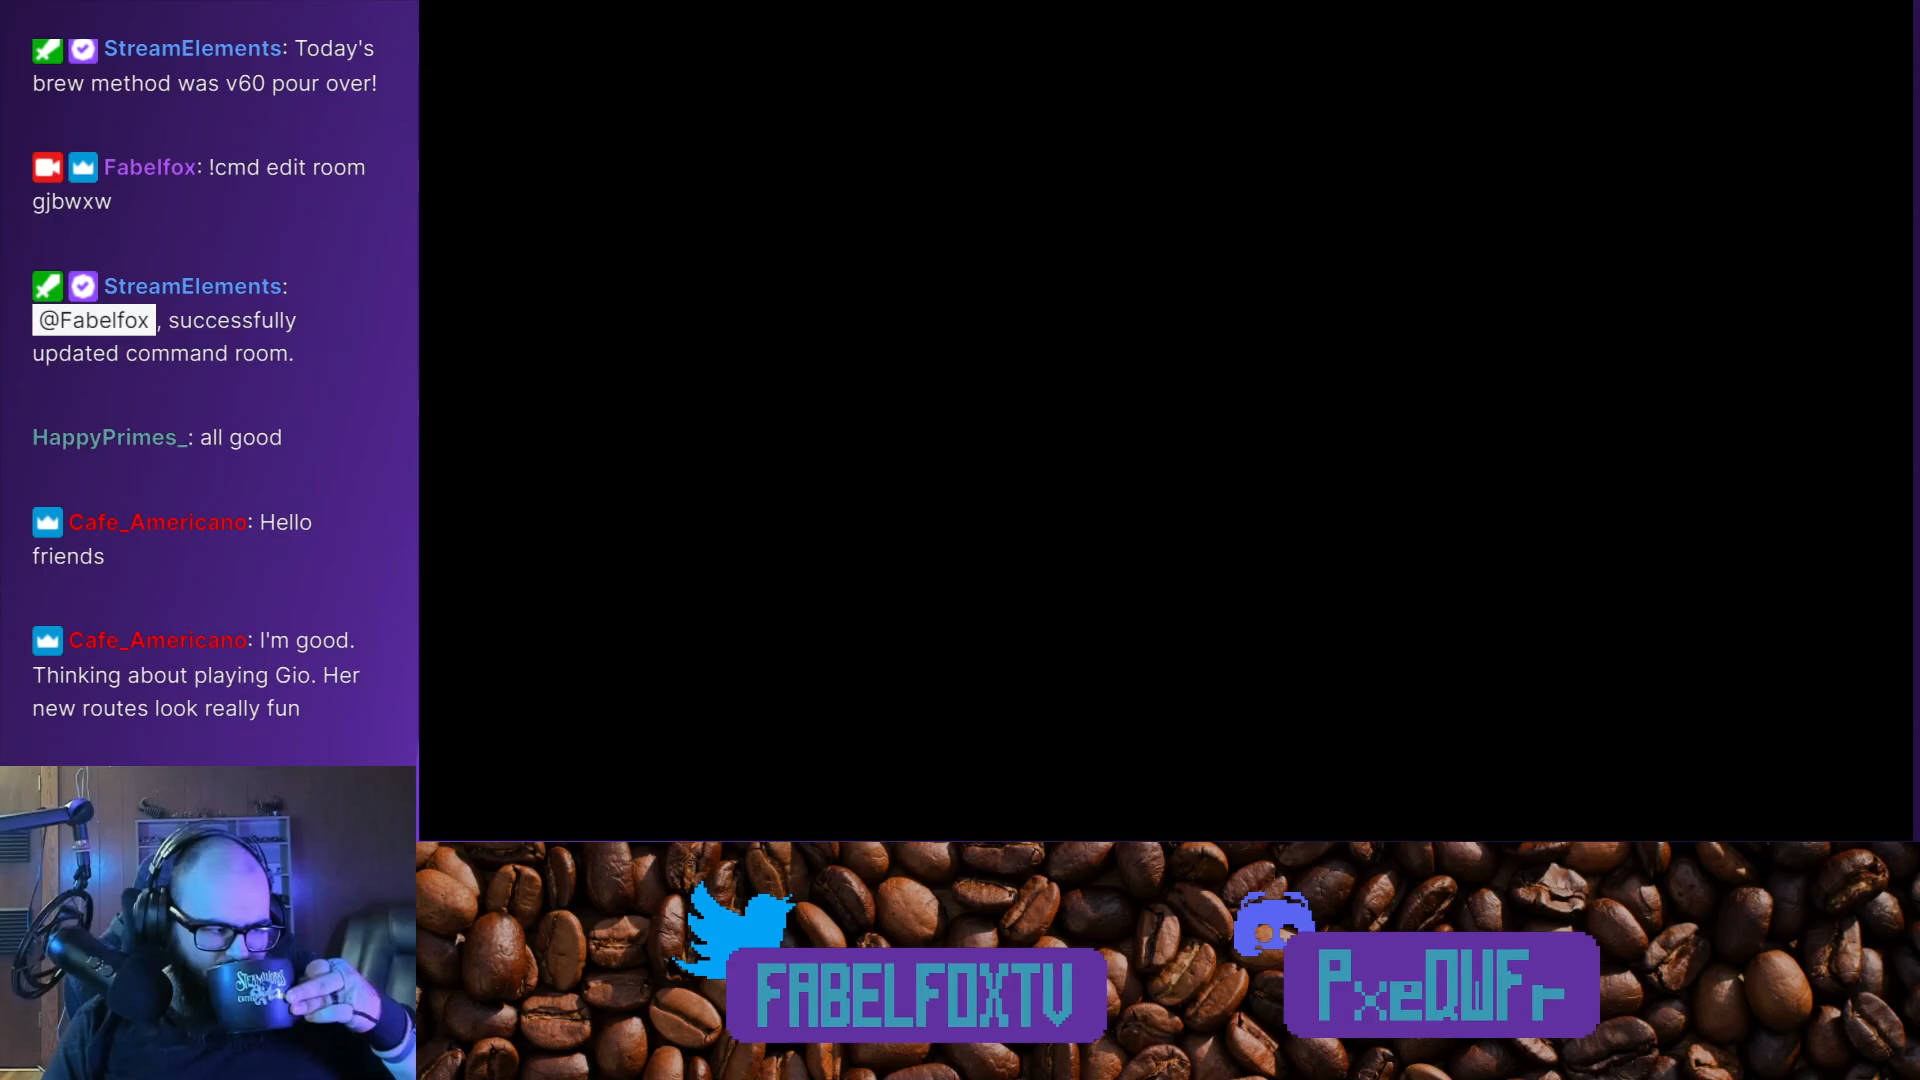 StreamElements: Today's
brew method was v60 pour over!
Fabelfox: !cmd edit room
gjbwxw
StreamElements:
@Fabelfox, successfully
updated command room.
HappyPrimes_: all good
Cafe_Americano: Hello
friends
Cafe_Americano: I'm good.
Thinking about playing Gio. Her
new routes look really fun
STEAMWORKS
COFFEE
FABELFOXTV
PxeQWFr